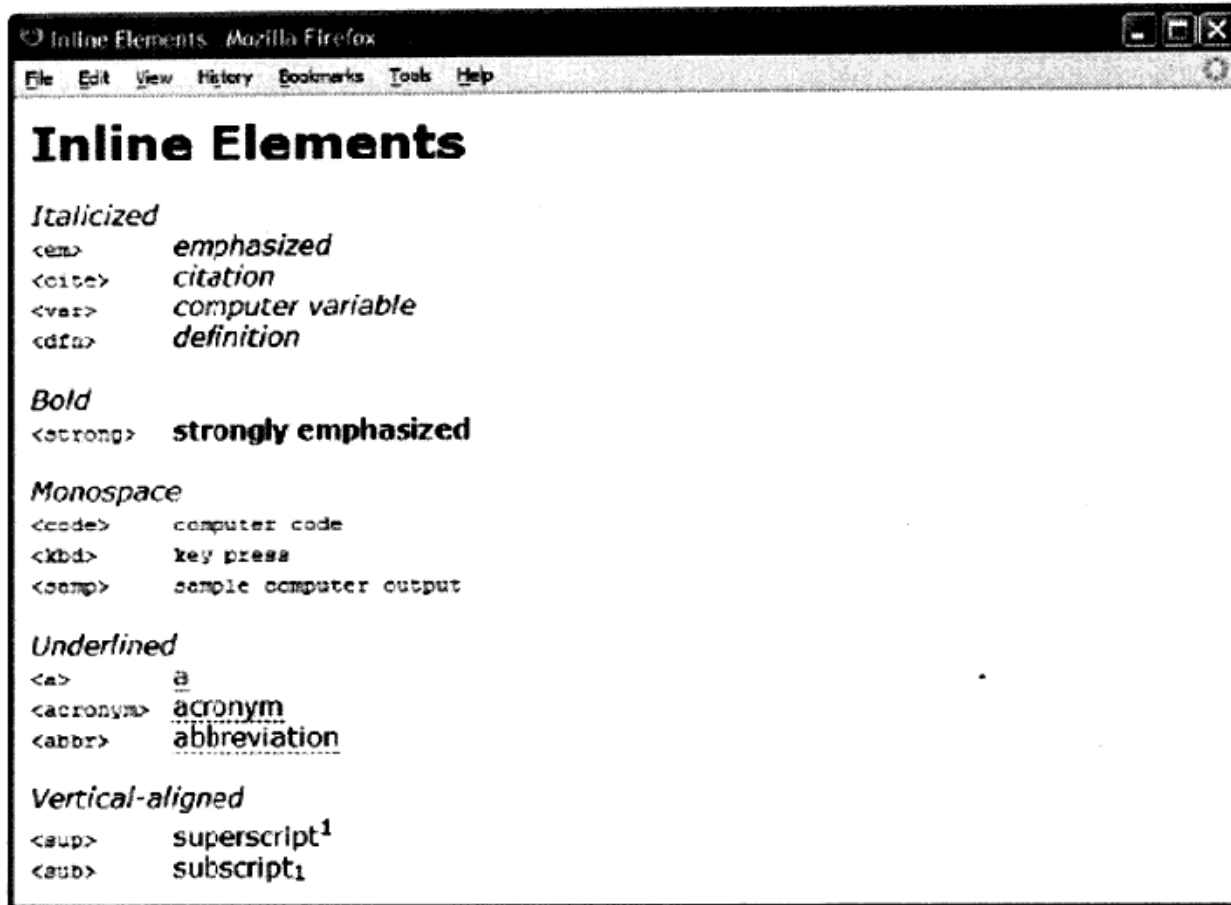 Inline Elements - Mozilla Firefox
File Edit View History Bookmarks Tools Help
Inline Elements
Italicized
<em> emphasized
<cite> citation
<var> computer variable
<dfn> definition
Bold
<strong> strongly emphasized
Monospace
<code> computer code
<kbd> key press
<samp> sample computer output
Underlined
<a> a
<acronym> acronym
<abbr> abbreviation
Vertical-aligned
<sup> superscript¹
<sub> subscript₁